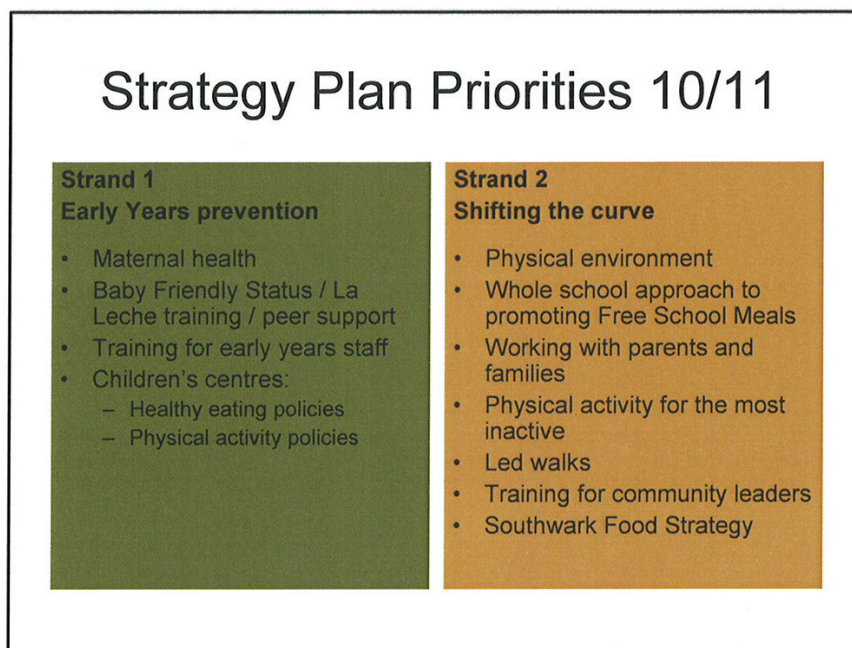 Strategy Plan Priorities 10/11
Strand 1
Early Years prevention
• Maternal health
• Baby Friendly Status / La
Leche training / peer support
• Training for early years staff
• Children's centres:
– Healthy eating policies
– Physical activity policies
Strand 2
Shifting the curve
• Physical environment
• Whole school approach to
promoting Free School Meals
• Working with parents and
families
• Physical activity for the most
inactive
• Led walks
• Training for community leaders
• Southwark Food Strategy